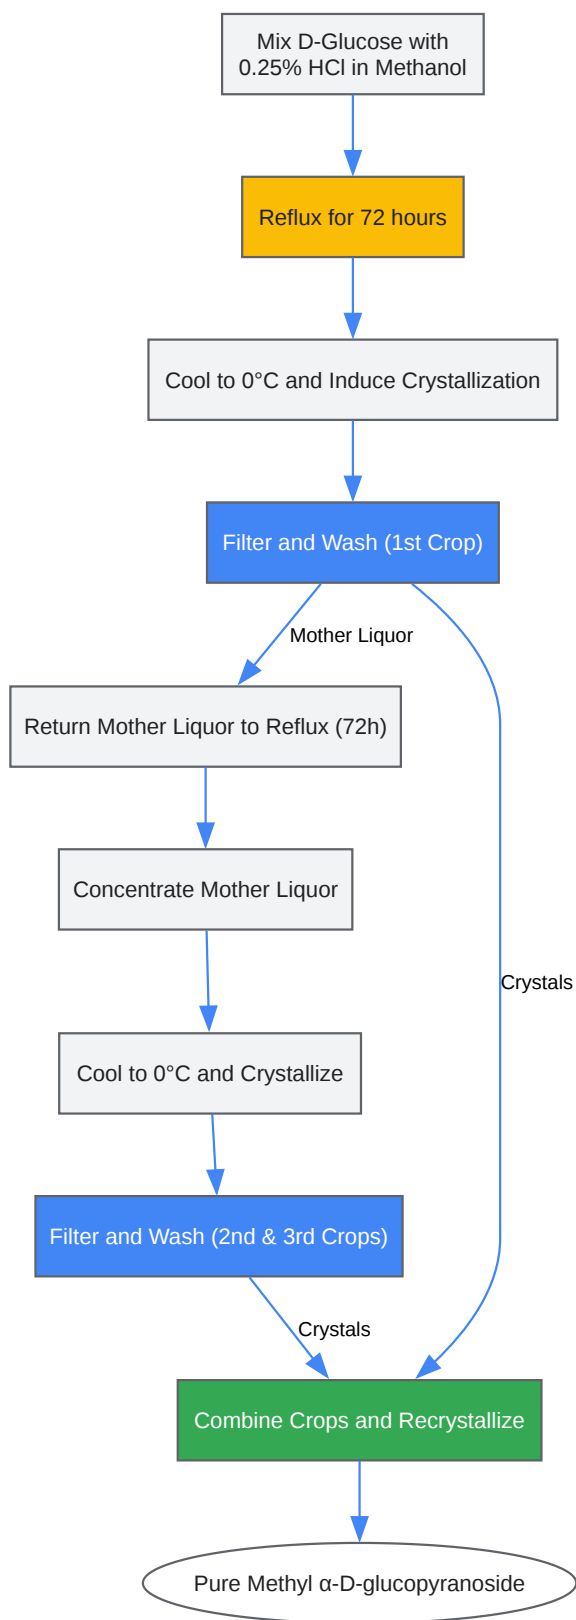 Mix D-Glucose with
0.25% HCl in Methanol
Reflux for 72 hours
Cool to 0°C and Induce Crystallization
Filter and Wash (1st Crop)
Mother Liquor
Return Mother Liquor to Reflux (72h)
Concentrate Mother Liquor
Crystals
Cool to 0°C and Crystallize
Filter and Wash (2nd & 3rd Crops)
Crystals
Combine Crops and Recrystallize
Pure Methyl α-D-glucopyranoside